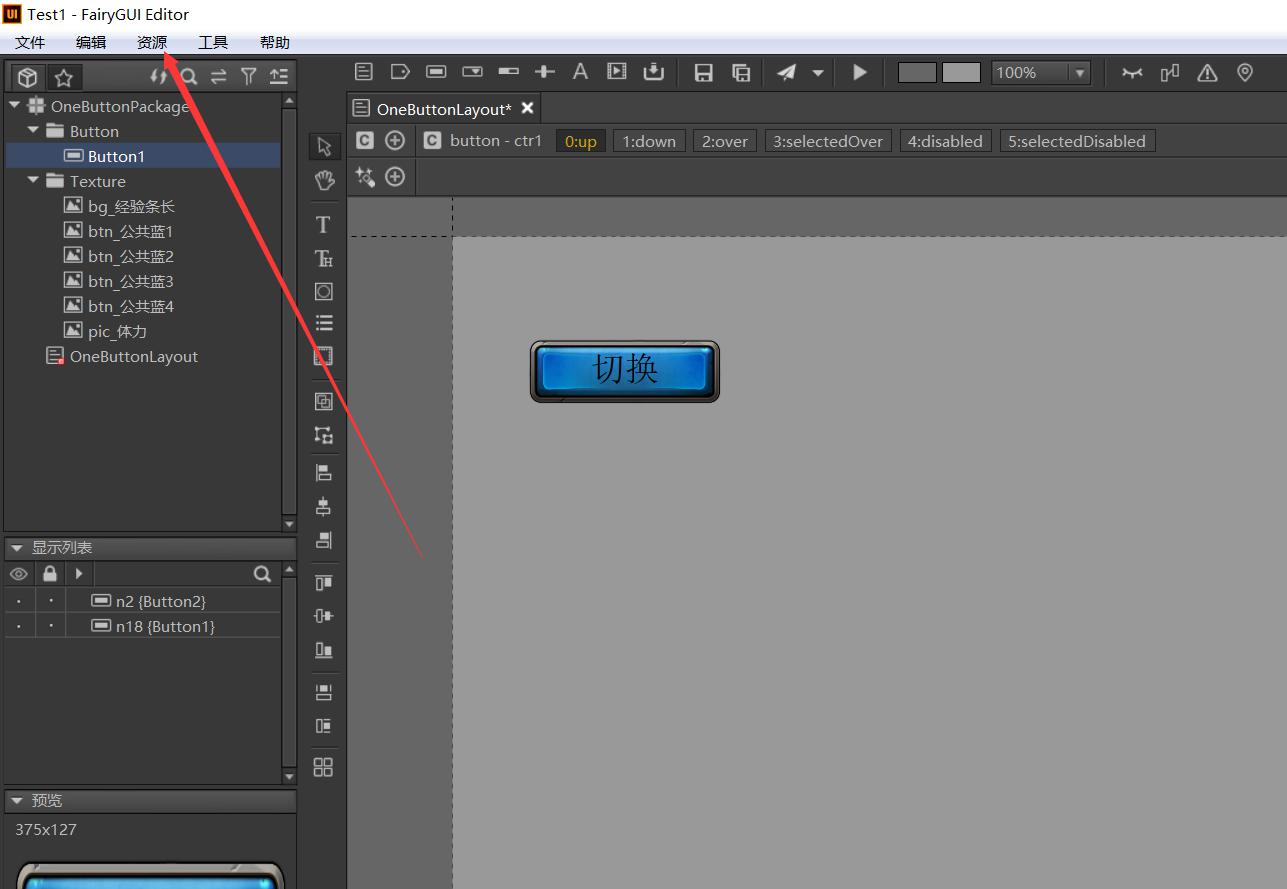 UI Test1 - FairyGUI Editor
文件 编辑 资源 工具 帮助
100%
OneButtonPackage
Button
Button1
Texture
bg_经验条长
btn_公共蓝1
btn_公共蓝2
btn_公共蓝3
btn_公共蓝4
pic_体力
OneButtonLayout
OneButtonLayout*
C C button - ctr1 0:up 1:down 2:over 3:selectedOver 4:disabled 5:selectedDisabled
切换
显示列表
n2 {Button2}
n18 {Button1}
预览
375x127